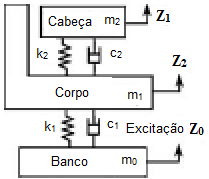 Z₁
Cabeça m₂
k₂ c₂
Z₂
Corpo m₁
k₁ c₁ Excitação Z₀
Banco m₀